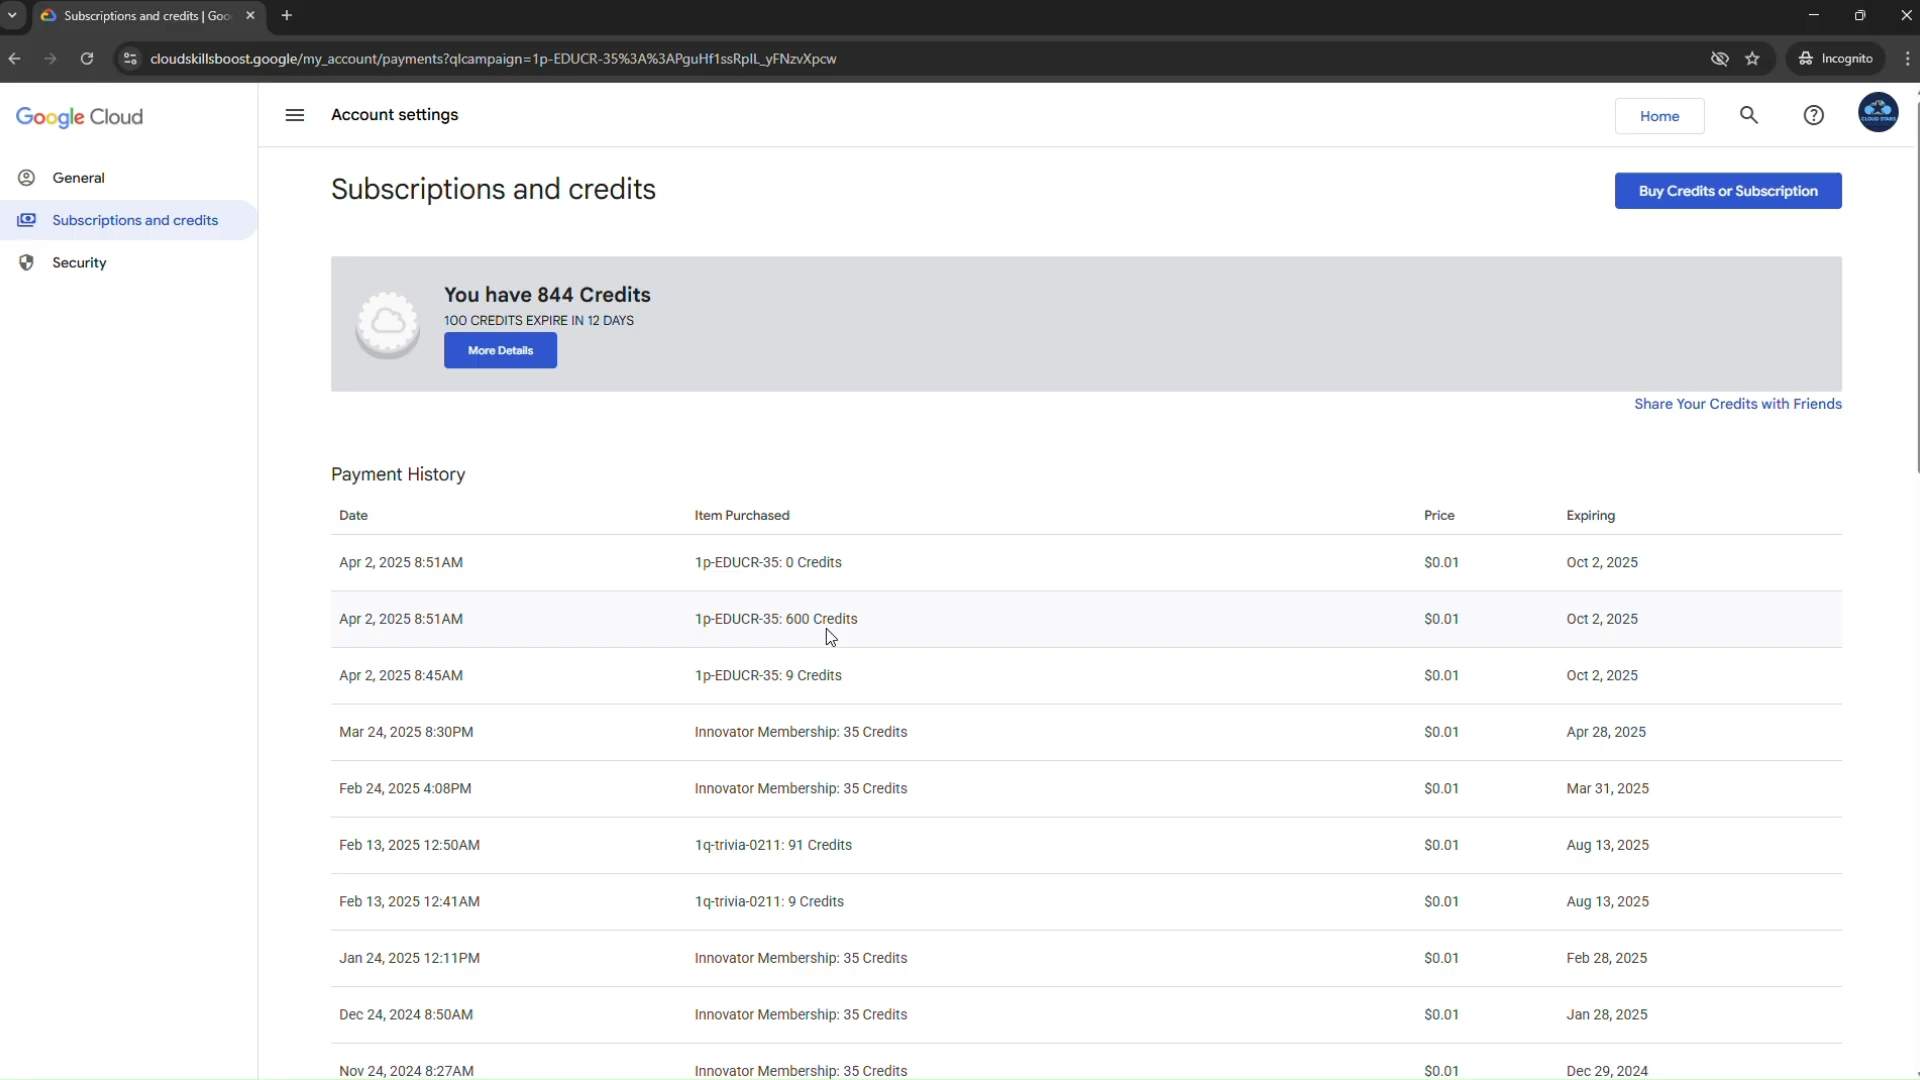 Subscriptions and credits | Goo
cloudskillsboost.google/my_account/payments?qlcampaign=1p-EDUCR-35%3A%3APguHf1ssRpIL_yFNzvXpcw
Incognito
Google Cloud
Account settings
Home
CLOUD STARS
General
Subscriptions and credits
Security
Subscriptions and credits
Buy Credits or Subscription
You have 844 Credits
100 CREDITS EXPIRE IN 12 DAYS
More Details
Share Your Credits with Friends
Payment History
Date Item Purchased Price Expiring
Apr 2, 2025 8:51AM 1p-EDUCR-35: 0 Credits $0.01 Oct 2, 2025
Apr 2, 2025 8:51AM 1p-EDUCR-35: 600 Credits $0.01 Oct 2, 2025
Apr 2, 2025 8:45AM 1p-EDUCR-35: 9 Credits $0.01 Oct 2, 2025
Mar 24, 2025 8:30PM Innovator Membership: 35 Credits $0.01 Apr 28, 2025
Feb 24, 2025 4:08PM Innovator Membership: 35 Credits $0.01 Mar 31, 2025
Feb 13, 2025 12:50AM 1q-trivia-0211: 91 Credits $0.01 Aug 13, 2025
Feb 13, 2025 12:41AM 1q-trivia-0211: 9 Credits $0.01 Aug 13, 2025
Jan 24, 2025 12:11PM Innovator Membership: 35 Credits $0.01 Feb 28, 2025
Dec 24, 2024 8:50AM Innovator Membership: 35 Credits $0.01 Jan 28, 2025
Nov 24, 2024 8:27AM Innovator Membership: 35 Credits $0.01 Dec 29, 2024